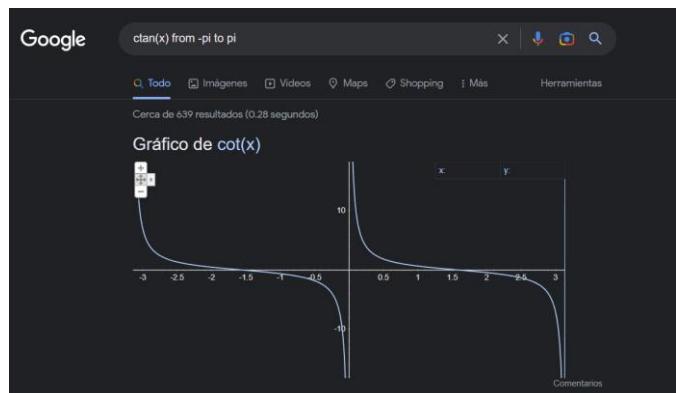 Google
ctan(x) from -pi to pi
Todo Imágenes Videos Maps Shopping Más Herramientas
Cerca de 639 resultados (0.28 segundos)
Gráfico de cot(x)
x: y:
10
-3 -2.5 -2 -1.5 -1 -0.5 0.5 1 1.5 2 2.5 3
-10
Comentarios